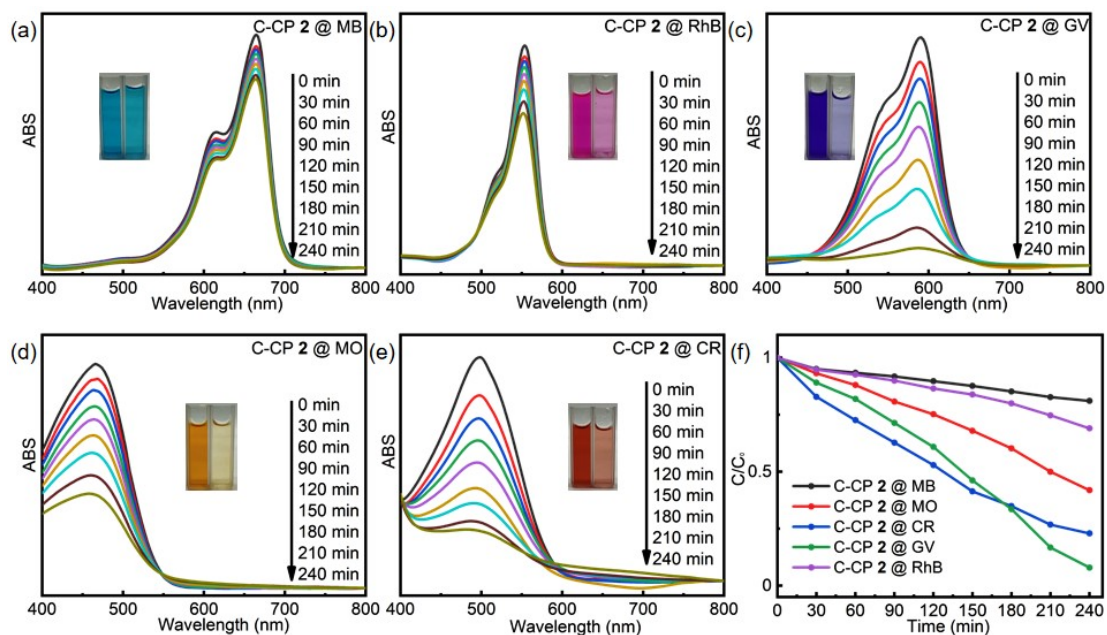 (a)
C-CP 2 @ MB
0 min
30 min
60 min
90 min
120 min
150 min
180 min
210 min
240 min
ABS
400 500 600 700 800
Wavelength (nm)
(b)
C-CP 2 @ RhB
0 min
30 min
60 min
90 min
120 min
150 min
180 min
210 min
240 min
ABS
400 500 600 700 800
Wavelength (nm)
(c)
C-CP 2 @ GV
0 min
30 min
60 min
90 min
120 min
150 min
180 min
210 min
240 min
ABS
400 500 600 700 800
Wavelength (nm)
(d)
C-CP 2 @ MO
0 min
30 min
60 min
90 min
120 min
150 min
180 min
210 min
240 min
ABS
400 500 600 700 800
Wavelength (nm)
(e)
C-CP 2 @ CR
0 min
30 min
60 min
90 min
120 min
150 min
180 min
210 min
240 min
ABS
400 500 600 700 800
Wavelength (nm)
(f)
1
0.5
0
C/C₀
C-CP 2 @ MB
C-CP 2 @ MO
C-CP 2 @ CR
C-CP 2 @ GV
C-CP 2 @ RhB
0 30 60 90 120 150 180 210 240
Time (min)